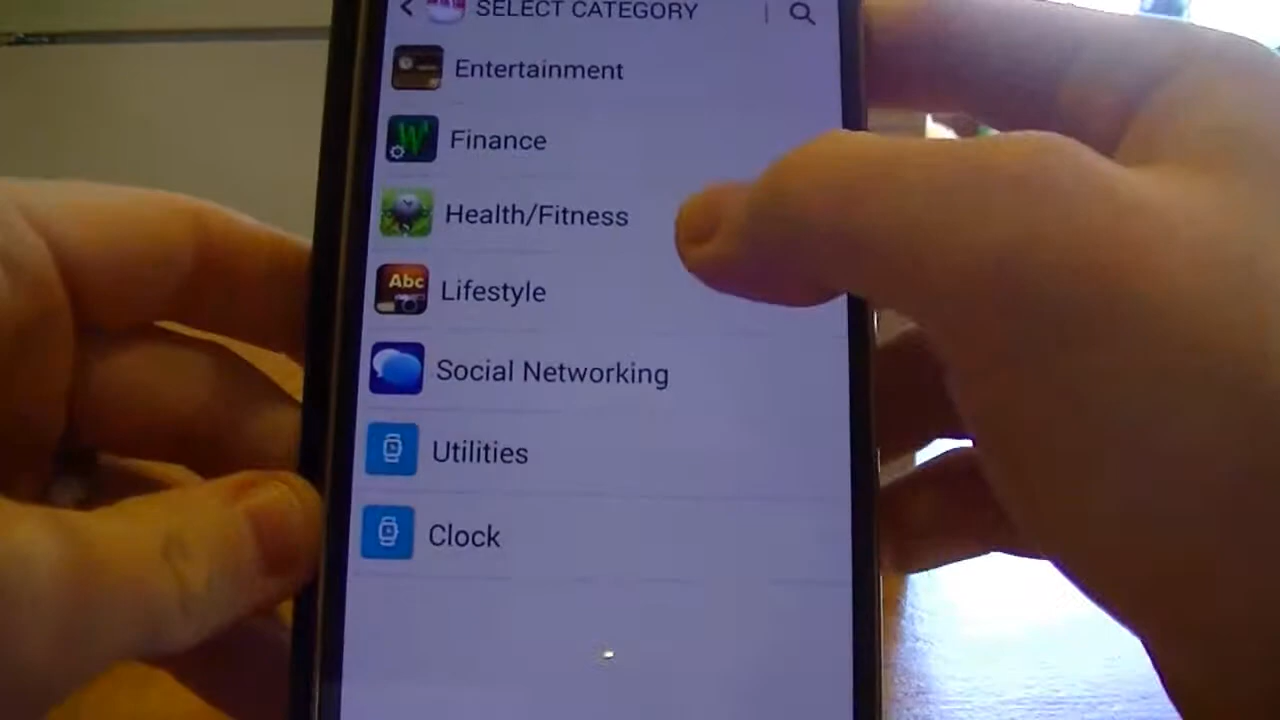 SELECT CATEGORY
Entertainment
W
Finance
Health/Fitness
Abc
Lifestyle
Social Networking
Utilities
Clock